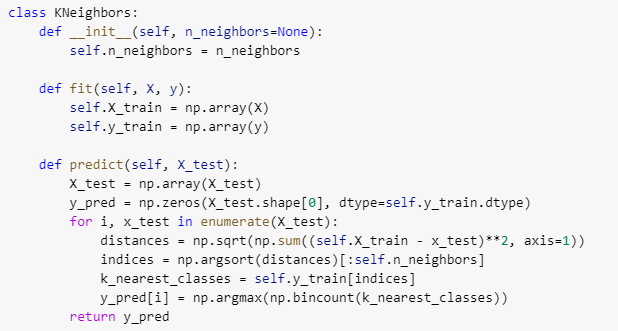 class KNeighbors:
    def __init__(self, n_neighbors=None):
        self.n_neighbors = n_neighbors

    def fit(self, X, y):
        self.X_train = np.array(X)
        self.y_train = np.array(y)

    def predict(self, X_test):
        X_test = np.array(X_test)
        y_pred = np.zeros(X_test.shape[0], dtype=self.y_train.dtype)
        for i, x_test in enumerate(X_test):
            distances = np.sqrt(np.sum((self.X_train - x_test)**2, axis=1))
            indices = np.argsort(distances)[:self.n_neighbors]
            k_nearest_classes = self.y_train[indices]
            y_pred[i] = np.argmax(np.bincount(k_nearest_classes))
        return y_pred